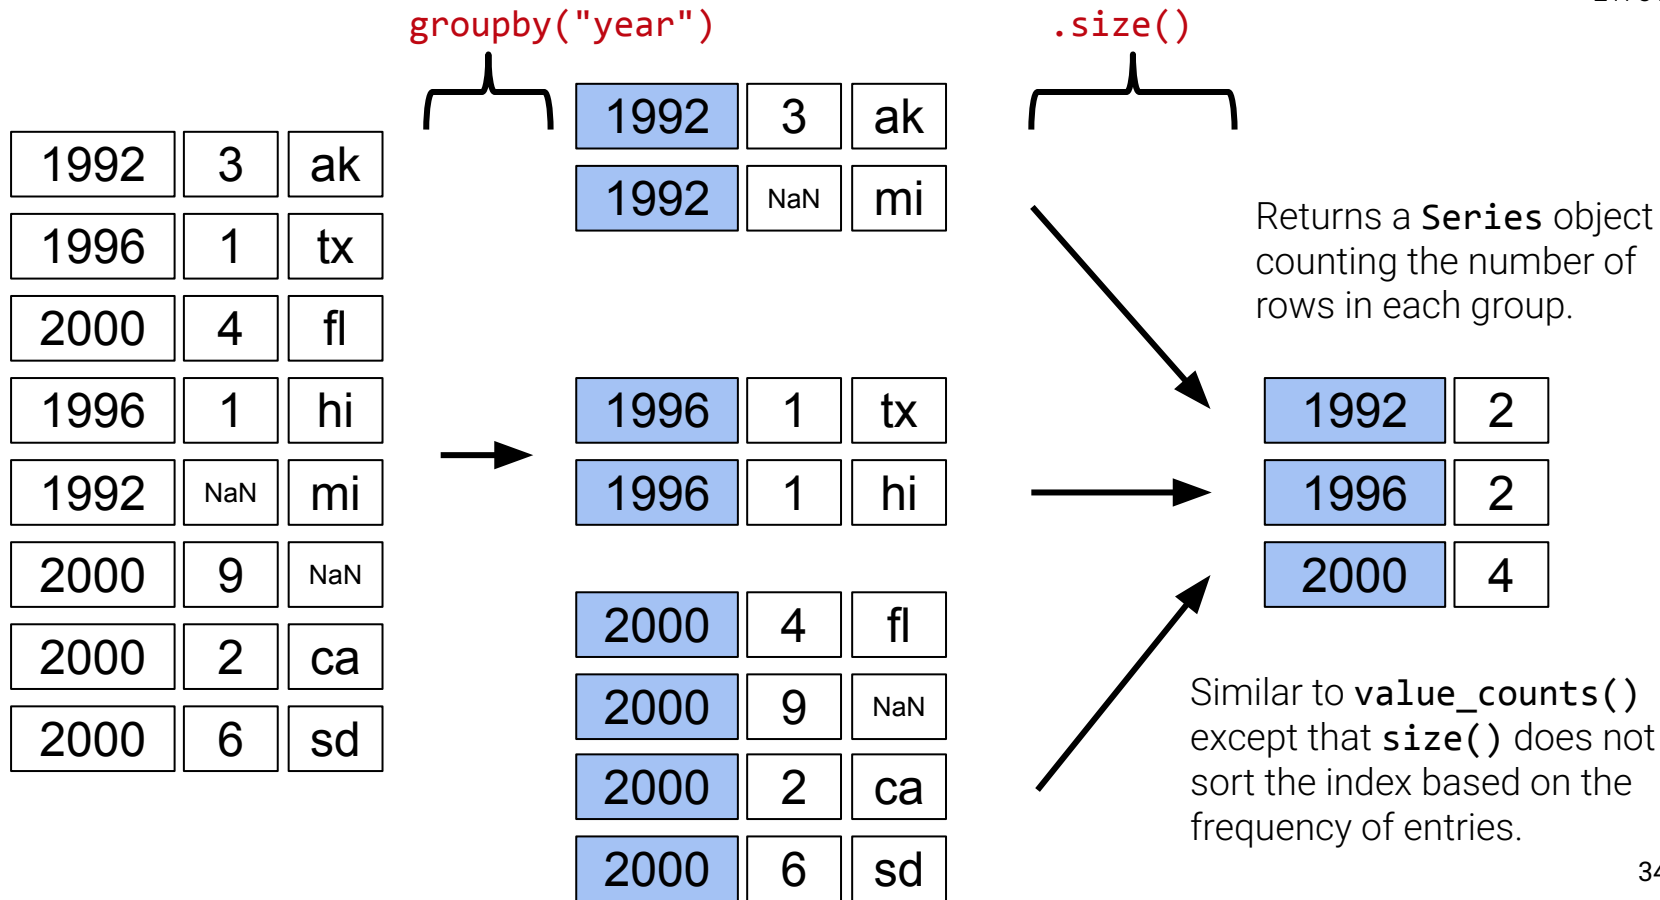 groupby("year")
.size()
1992 3 ak
1996 1 tx
2000 4 fl
1996 1 hi
1992 NaN mi
2000 9 NaN
2000 2 ca
2000 6 sd
1992 3 ak
1992 NaN mi
1996 1 tx
1996 1 hi
2000 4 fl
2000 9 NaN
2000 2 ca
2000 6 sd
Returns a Series object
counting the number of
rows in each group.
1992 2
1996 2
2000 4
Similar to value_counts()
except that size() does not
sort the index based on the
frequency of entries.
34